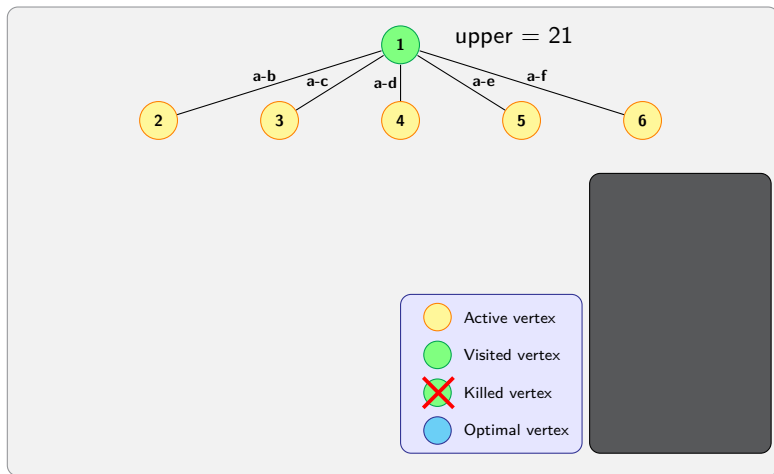 1
upper = 21
a-b
a-c
a-d
a-e
a-f
2
3
4
5
6
Active vertex
Visited vertex
Killed vertex
Optimal vertex